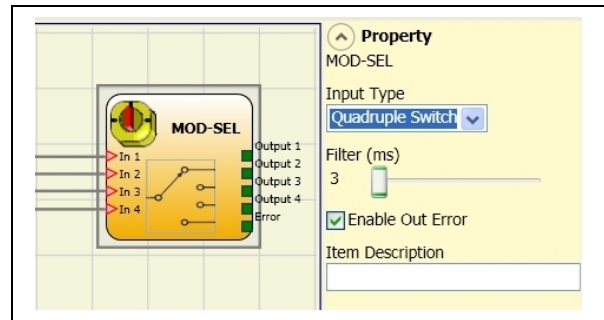 MOD-SEL
In 1
In 2
In 3
In 4
Output 1
Output 2
Output 3
Output 4
Error
Property
MOD-SEL
Input Type
Quadruple Switch
Filter (ms)
3
Enable Out Error
Item Description